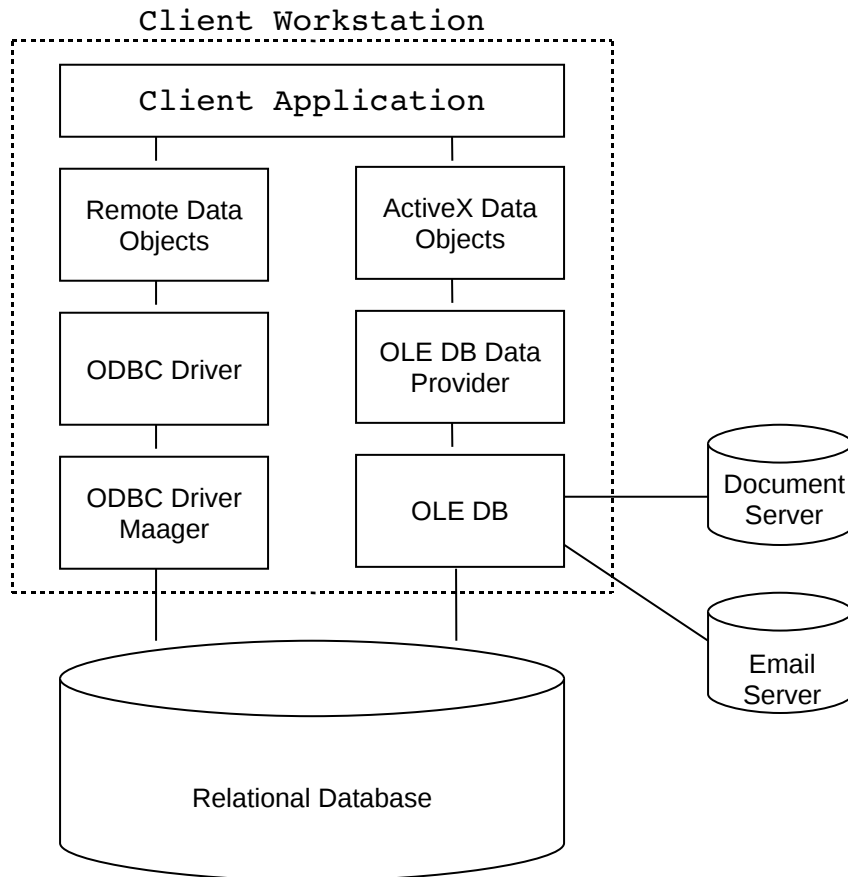 Client Workstation
Client Application
Remote Data
Objects
ActiveX Data
Objects
ODBC Driver
OLE DB Data
Provider
ODBC Driver
Maager
OLE DB
Document
Server
Email
Server
Relational Database